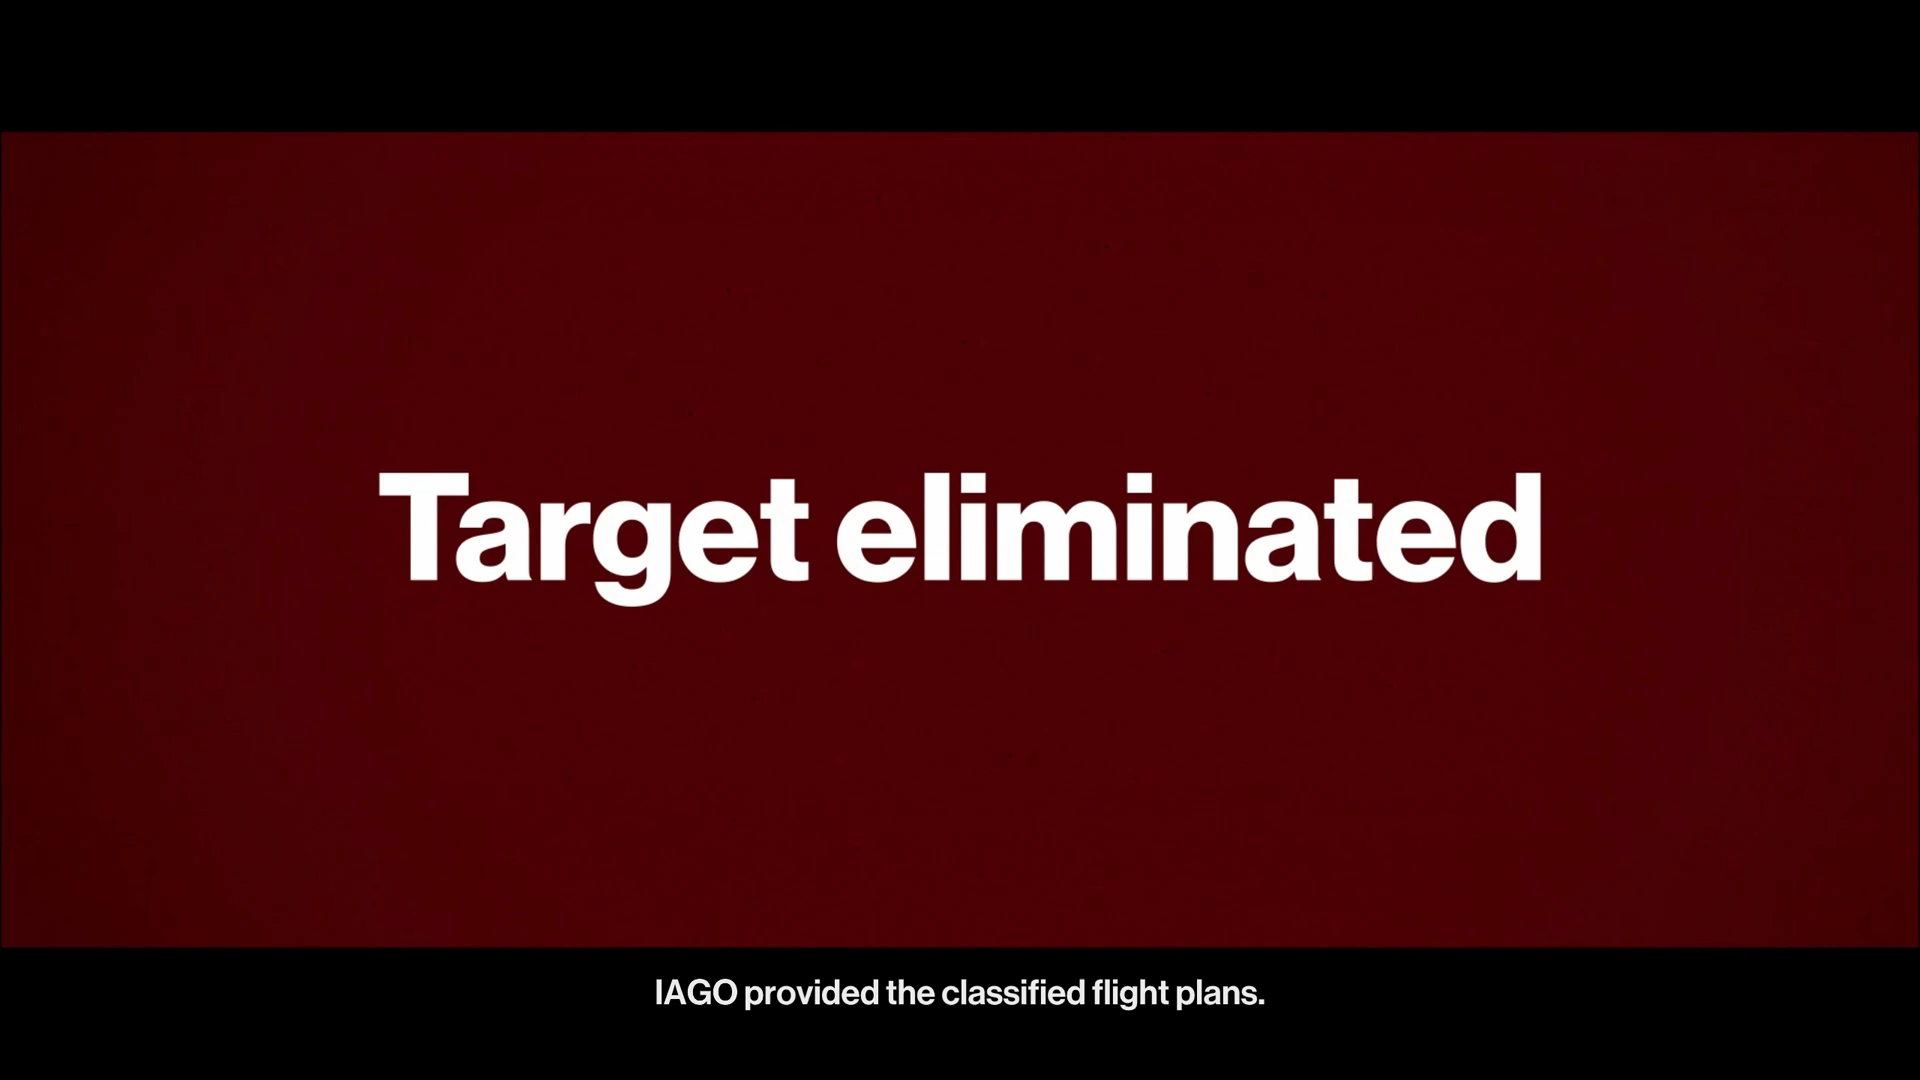 Target eliminated
IAGO provided the classified flight plans.